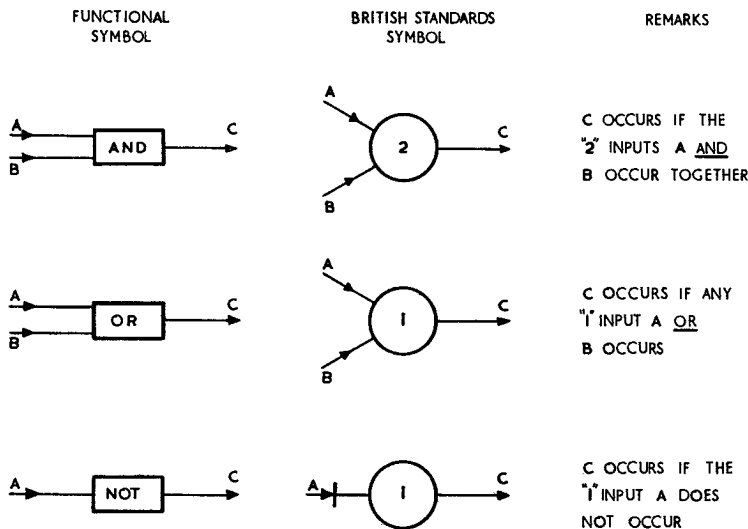 FUNCTIONAL
SYMBOL
BRITISH STANDARDS
SYMBOL
REMARKS
A
B
AND
C
A
B
2
C
C OCCURS IF THE
"2" INPUTS A AND
B OCCUR TOGETHER
A
B
OR
C
A
B
1
C
C OCCURS IF ANY
"1" INPUT A OR
B OCCURS
A
NOT
C
A
1
C
C OCCURS IF THE
"1" INPUT A DOES
NOT OCCUR